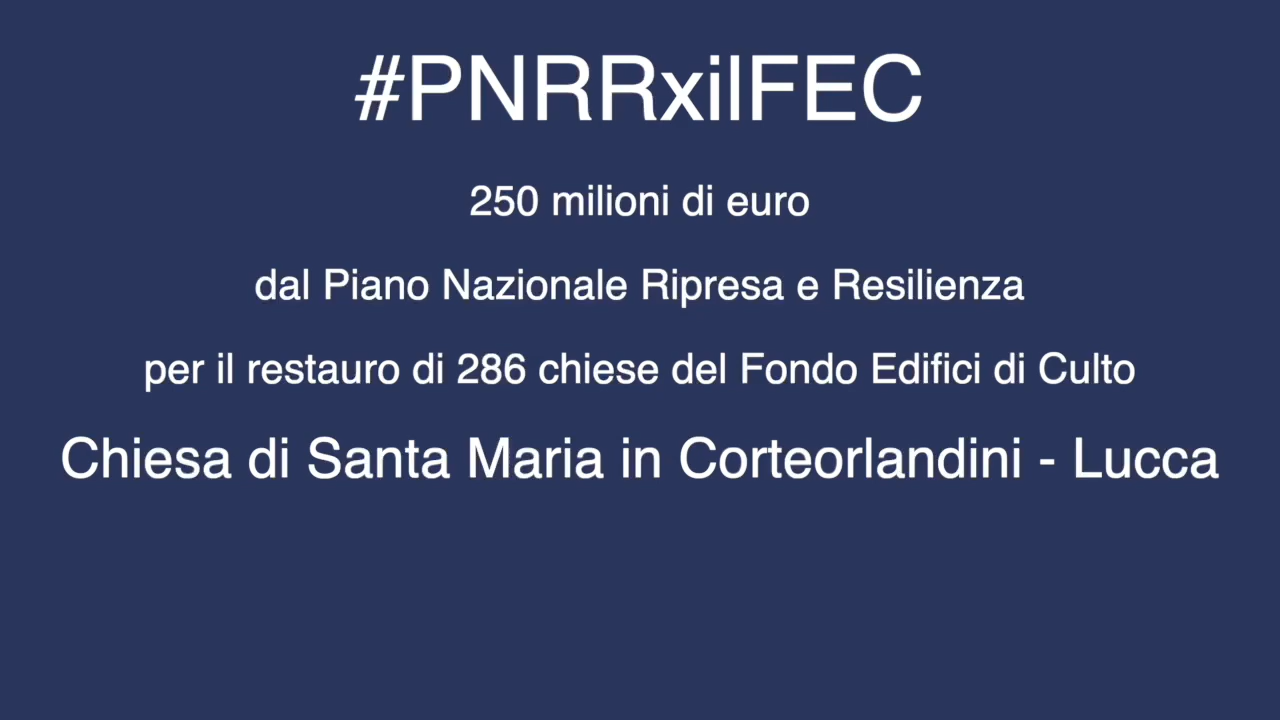 #PNRRxilFEC
250 milioni di euro
dal Piano Nazionale Ripresa e Resilienza
per il restauro di 286 chiese del Fondo Edifici di Culto
Chiesa di Santa Maria in Corteorlandini - Lucca